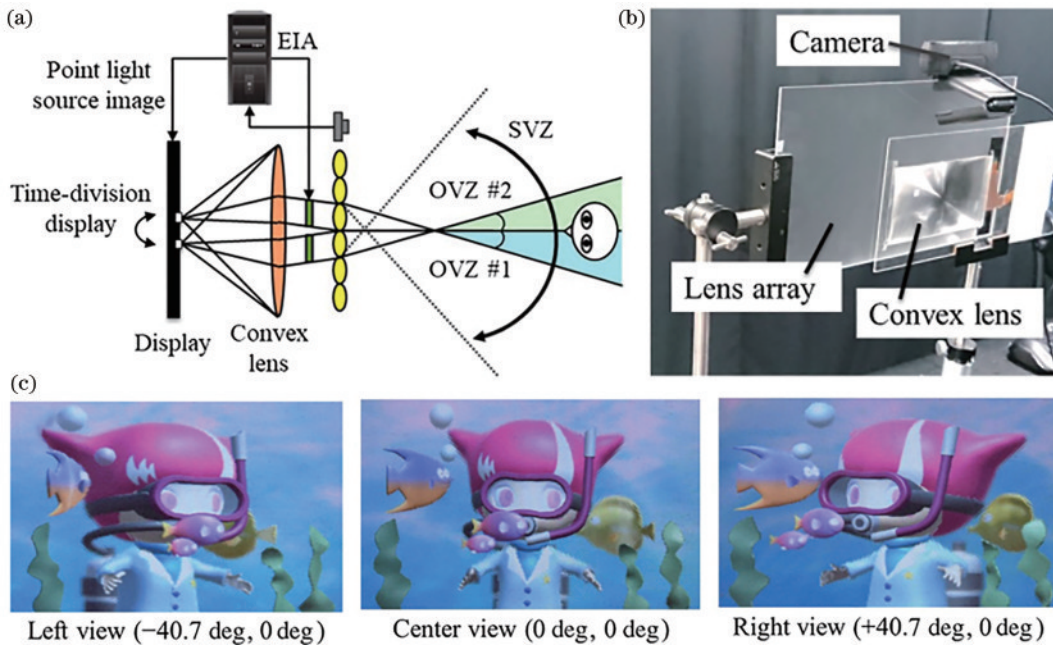 (a)
EIA
Point light
source image
SVZ
OVZ #2
Time-division
display
OVZ #1
Display
Convex
lens
(b)
Camera
Lens array
Convex lens
(c)
Left view (−40.7 deg, 0 deg)
Center view (0 deg, 0 deg)
Right view (+40.7 deg, 0 deg)